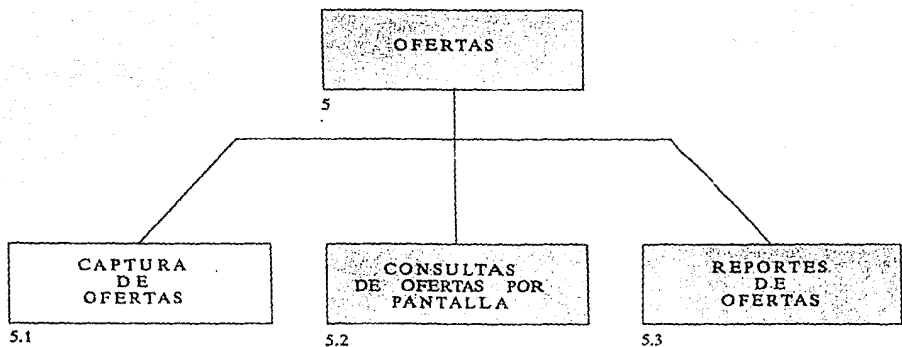 OFERTAS
5
CAPTURA
DE
OFERTAS
5.1
CONSULTAS
DE OFERTAS POR
PANTALLA
5.2
REPORTES
DE
OFERTAS
5.3